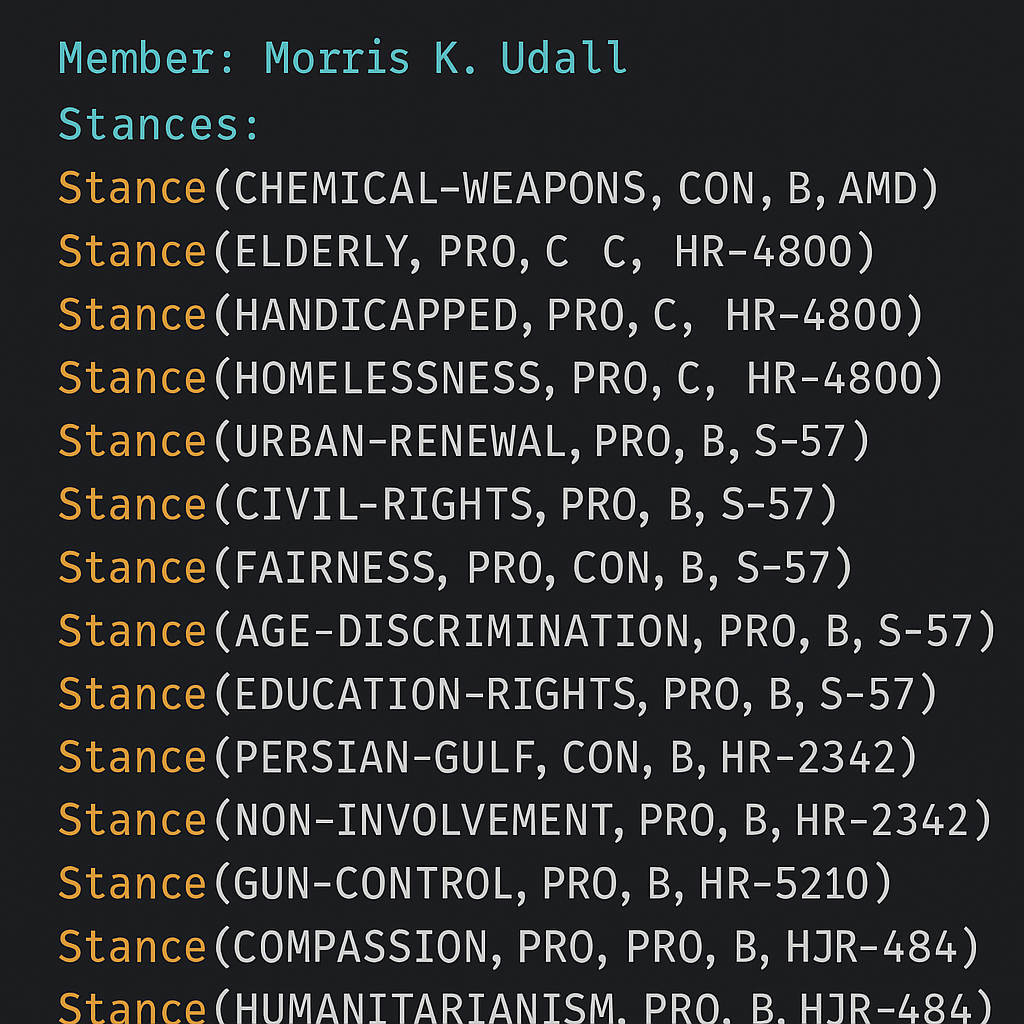 Member: Morris K. Udall
Stances:
Stance(CHEMICAL-WEAPONS, CON, B, AMD)
Stance(ELDERLY, PRO, C C, HR-4800)
Stance(HANDICAPPED, PRO, C, HR-4800)
Stance(HOMELESSNESS, PRO, C, HR-4800)
Stance(URBAN-RENEWAL, PRO, B, S-57)
Stance(CIVIL-RIGHTS, PRO, B, S-57)
Stance(FAIRNESS, PRO, CON, B, S-57)
Stance(AGE-DISCRIMINATION, PRO, B, S-57)
Stance(EDUCATION-RIGHTS, PRO, B, S-57)
Stance(PERSIAN-GULF, CON, B, HR-2342)
Stance(NON-INVOLVEMENT, PRO, B, HR-2342)
Stance(GUN-CONTROL, PRO, B, HR-5210)
Stance(COMPASSION, PRO, PRO, B, HJR-484)
Stance(HUMANITARIANISM, PRO, B, HJR-484)